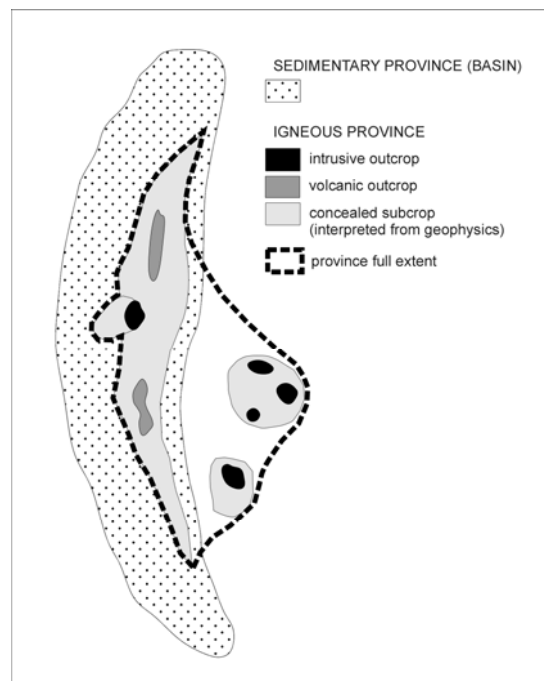 SEDIMENTARY PROVINCE (BASIN)
IGNEOUS PROVINCE
intrusive outcrop
volcanic outcrop
concealed subcrop
(interpreted from geophysics)
province full extent